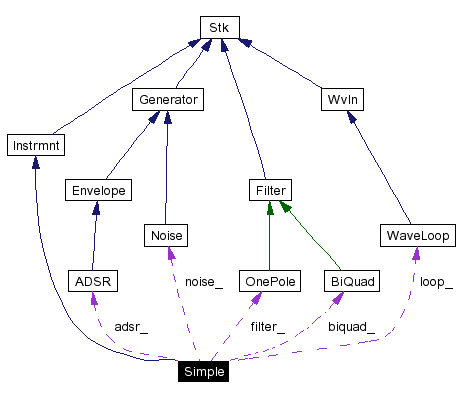 Stk
Generator
WvIn
Instrmnt
Envelope
Filter
Noise
WaveLoop
ADSR
OnePole
BiQuad
noise_
loop_
adsr_
filter_
biquad_
Simple